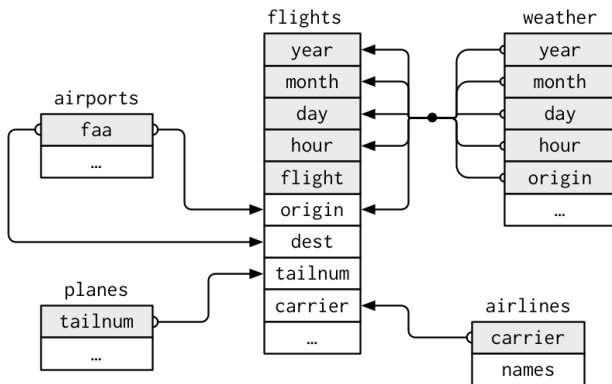 flights
year
month
day
hour
flight
origin
dest
tailnum
carrier
…
weather
year
month
day
hour
origin
…
airports
faa
…
planes
tailnum
…
airlines
carrier
names